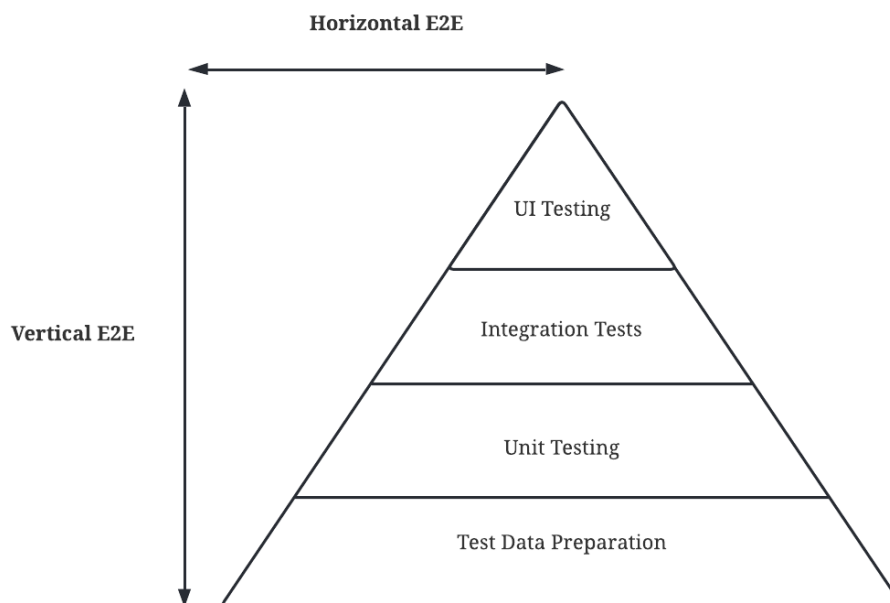 Horizontal E2E
UI Testing
Integration Tests
Vertical E2E
Unit Testing
Test Data Preparation